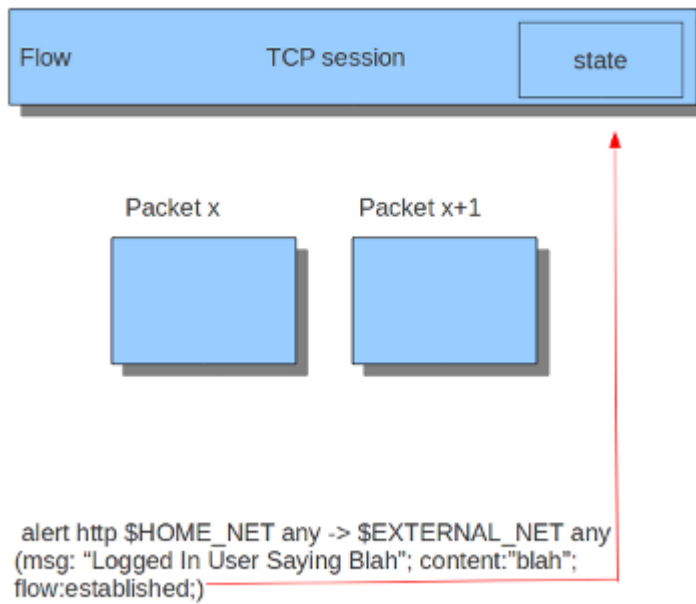 Flow TCP session state
Packet x Packet x+1
alert http $HOME_NET any -> $EXTERNAL_NET any
(msg: “Logged In User Saying Blah"; content:"blah";
flow:established;)